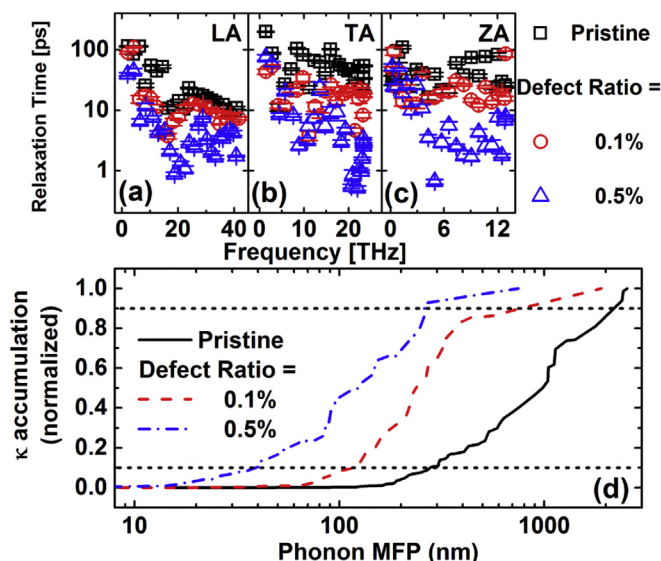 LA TA ZA
Pristine
Defect Ratio =
0.1%
0.5%
Relaxation Time [ps]
100
10
1
(a) (b) (c)
0 20 40 0 10 20 0 6 12
Frequency [THz]
κ accumulation
(normalized)
1.0
0.8
0.6
0.4
0.2
0.0
Pristine
Defect Ratio =
0.1%
0.5%
(d)
10 100 1000
Phonon MFP (nm)